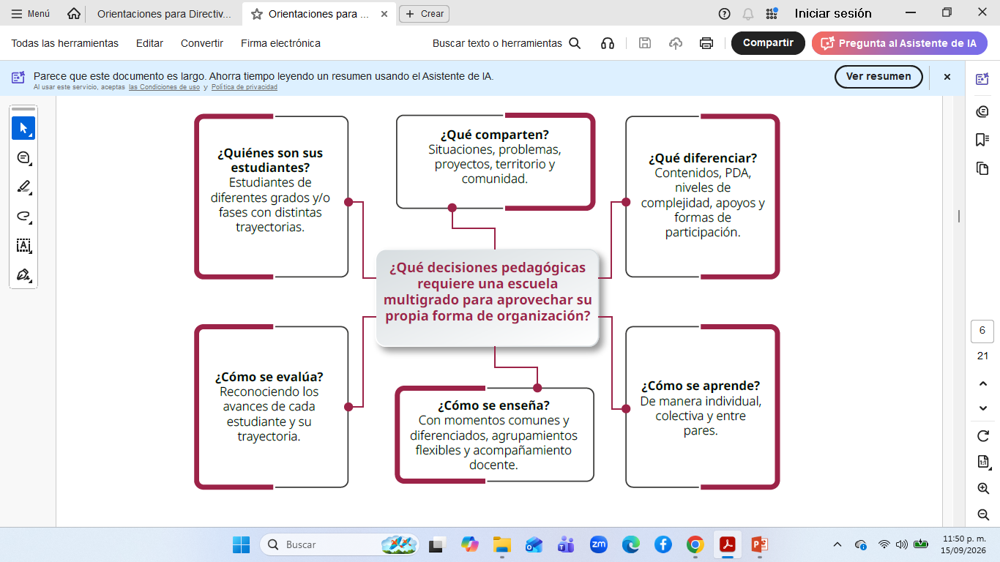 Menú
Orientaciones para Directiv...
Orientaciones para ...
Crear
Iniciar sesión
Todas las herramientas
Editar
Convertir
Firma electrónica
Buscar texto o herramientas
Compartir
Pregunta al Asistente de IA
Parece que este documento es largo. Ahorra tiempo leyendo un resumen usando el Asistente de IA.
Al usar este servicio, aceptas las Condiciones de uso y Política de privacidad
Ver resumen
¿Quiénes son sus
estudiantes?
Estudiantes de
diferentes grados y/o
fases con distintas
trayectorias.
¿Qué comparten?
Situaciones, problemas,
proyectos, territorio y
comunidad.
¿Qué diferenciar?
Contenidos, PDA,
niveles de
complejidad, apoyos y
formas de
participación.
¿Qué decisiones pedagógicas
requiere una escuela
multigrado para aprovechar su
propia forma de organización?
¿Cómo se evalúa?
Reconociendo los
avances de cada
estudiante y su
trayectoria.
¿Cómo se enseña?
Con momentos comunes y
diferenciados, agrupamientos
flexibles y acompañamiento
docente.
¿Cómo se aprende?
De manera individual,
colectiva y entre
pares.
6
21
1:1
Buscar
zm
11:50 p. m.
15/09/2026